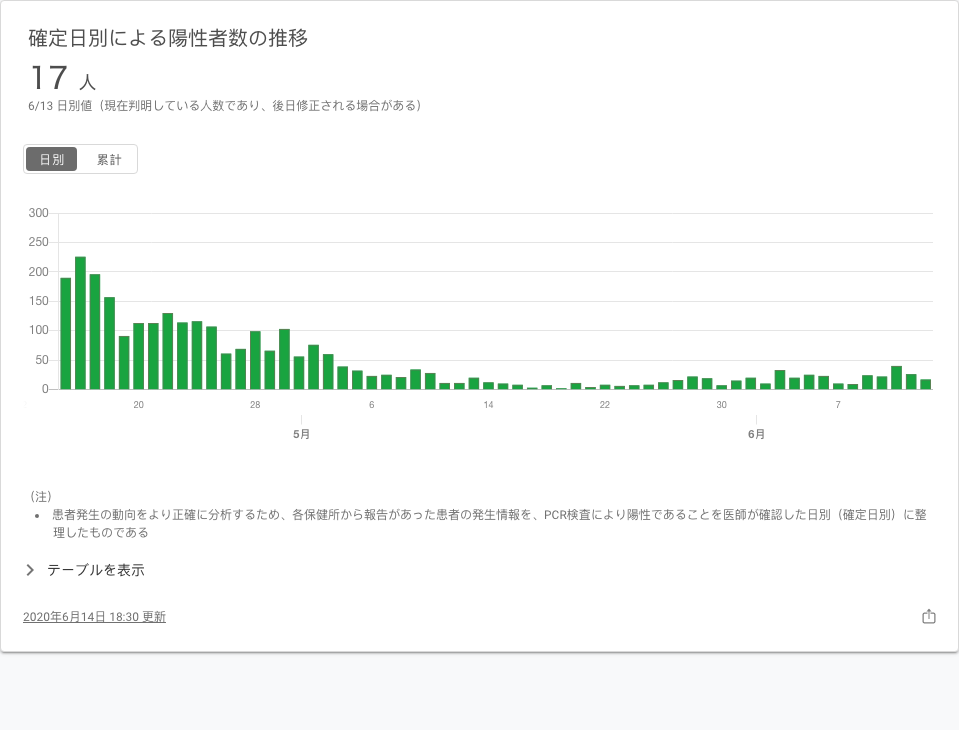 確定日別による陽性者数の推移
17 人
6/13 日別値（現在判明している人数であり、後日修正される場合がある）
日別 累計
300
250
200
150
100
50
0
20 28 6 14 22 30 7
5月 6月
（注）
• 患者発生の動向をより正確に分析するため、各保健所から報告があった患者の発生情報を、PCR検査により陽性であることを医師が確認した日別（確定日別）に整
理したものである
テーブルを表示
2020年6月14日 18:30 更新